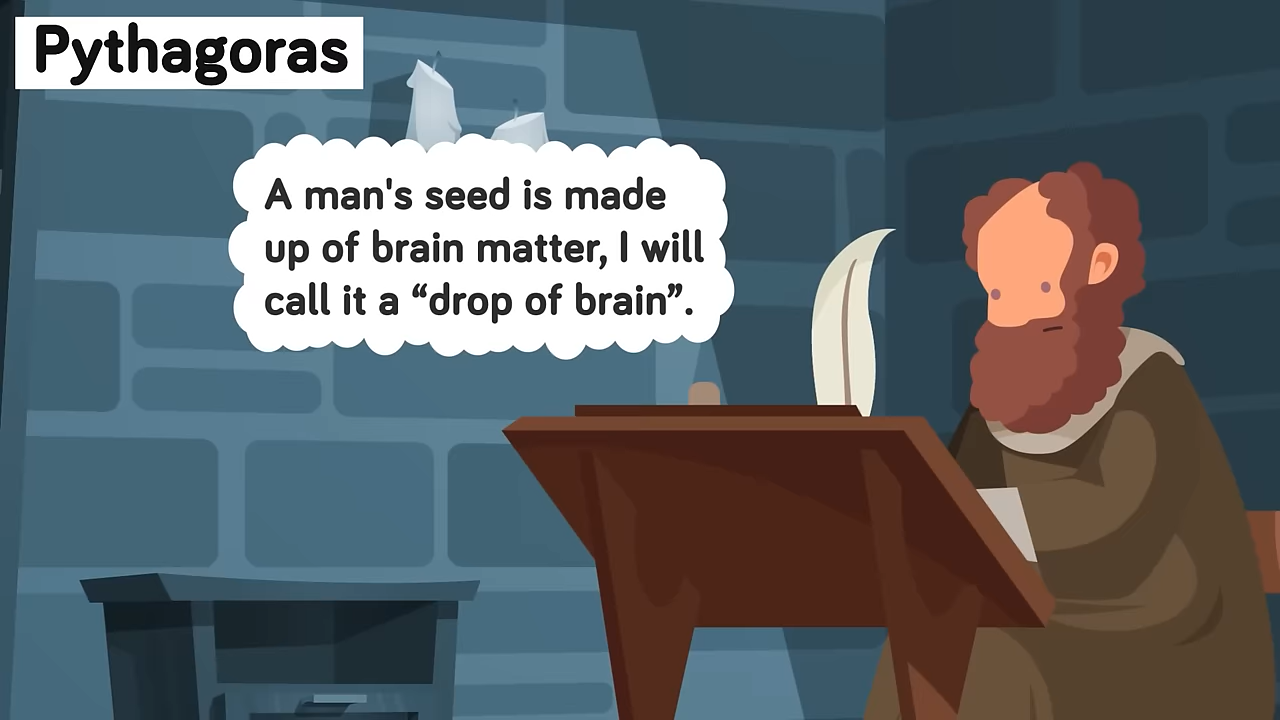 Pythagoras
A man's seed is made
up of brain matter, I will
call it a “drop of brain”.